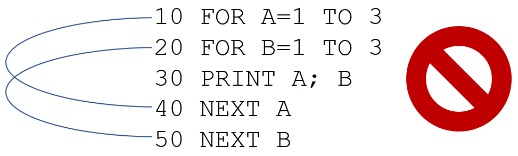 10 FOR A=1 TO 3
20 FOR B=1 TO 3
30 PRINT A; B
40 NEXT A
50 NEXT B